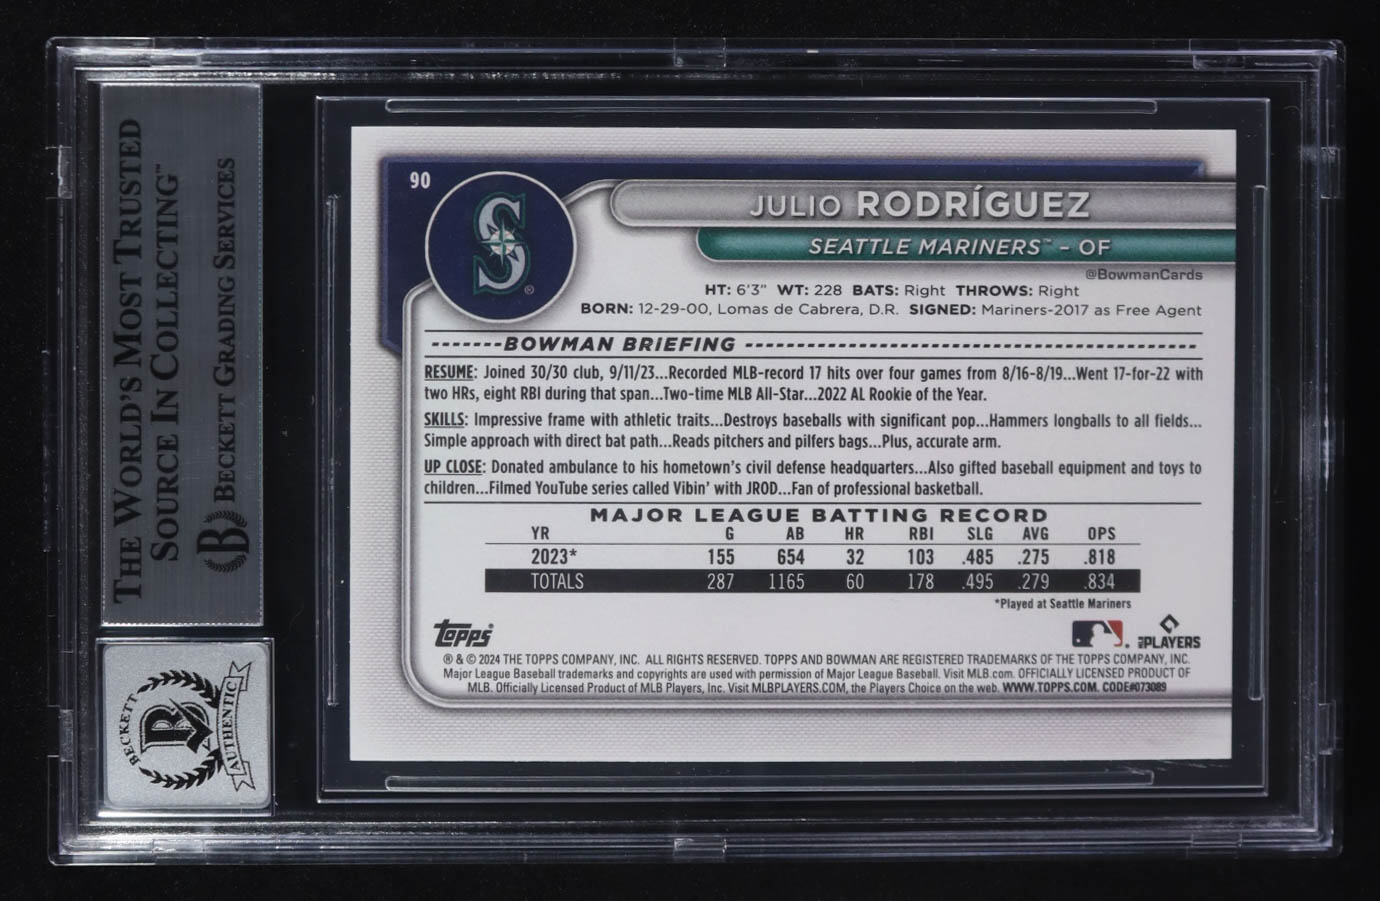 THE WORLD'S MOST TRUSTED
SOURCE IN COLLECTING™
BECKETT GRADING SERVICES
B
BECKETT
B
AUTHENTIC
90
S
®
JULIO RODRÍGUEZ
SEATTLE MARINERS™ - OF
@BowmanCards
HT: 6'3" WT: 228 BATS: Right THROWS: Right
BORN: 12-29-00, Lomas de Cabrera, D.R. SIGNED: Mariners-2017 as Free Agent
BOWMAN BRIEFING
RESUME: Joined 30/30 club, 9/11/23...Recorded MLB-record 17 hits over four games from 8/16-8/19...Went 17-for-22 with
two HRs, eight RBI during that span...Two-time MLB All-Star...2022 AL Rookie of the Year.
SKILLS: Impressive frame with athletic traits...Destroys baseballs with significant pop...Hammers longballs to all fields...
Simple approach with direct bat path...Reads pitchers and pilfers bags...Plus, accurate arm.
UP CLOSE: Donated ambulance to his hometown's civil defense headquarters...Also gifted baseball equipment and toys to
children...Filmed YouTube series called Vibin' with JROD...Fan of professional basketball.
MAJOR LEAGUE BATTING RECORD
YR G AB HR RBI SLG AVG OPS
2023* 155 654 32 103 .485 .275 .818
TOTALS 287 1165 60 178 .495 .279 .834
*Played at Seattle Mariners
Topps®
MLB PLAYERS
® & © 2024 THE TOPPS COMPANY, INC. ALL RIGHTS RESERVED. TOPPS AND BOWMAN ARE REGISTERED TRADEMARKS OF THE TOPPS COMPANY, INC.
Major League Baseball trademarks and copyrights are used with permission of Major League Baseball. Visit MLB.com. OFFICIALLY LICENSED PRODUCT OF
MLB. Officially Licensed Product of MLB Players, Inc. Visit MLBPLAYERS.COM, the Players Choice on the web. WWW.TOPPS.COM. CODE#073089